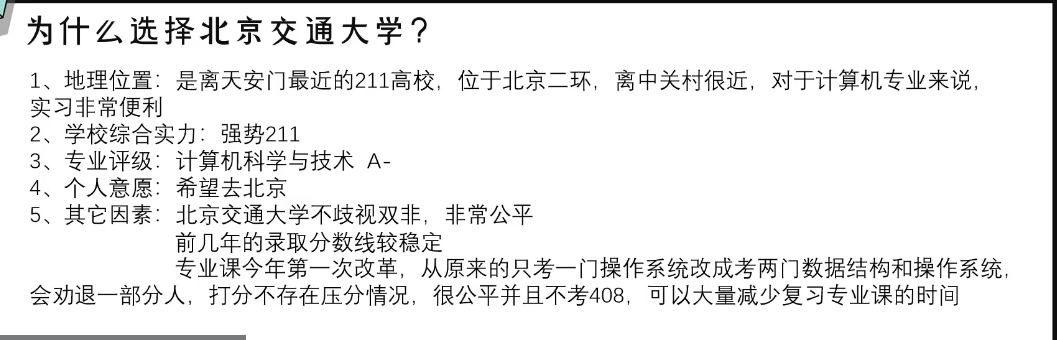 为什么选择北京交通大学？
1、地理位置：是离天安门最近的211高校，位于北京二环，离中关村很近，对于计算机专业来说，
实习非常便利
2、学校综合实力：强势211
3、专业评级：计算机科学与技术 A-
4、个人意愿：希望去北京
5、其它因素：北京交通大学不歧视双非，非常公平
前几年的录取分数线较稳定
专业课今年第一次改革，从原来的只考一门操作系统改成考两门数据结构和操作系统，
会劝退一部分人，打分不存在压分情况，很公平并且不考408，可以大量减少复习专业课的时间